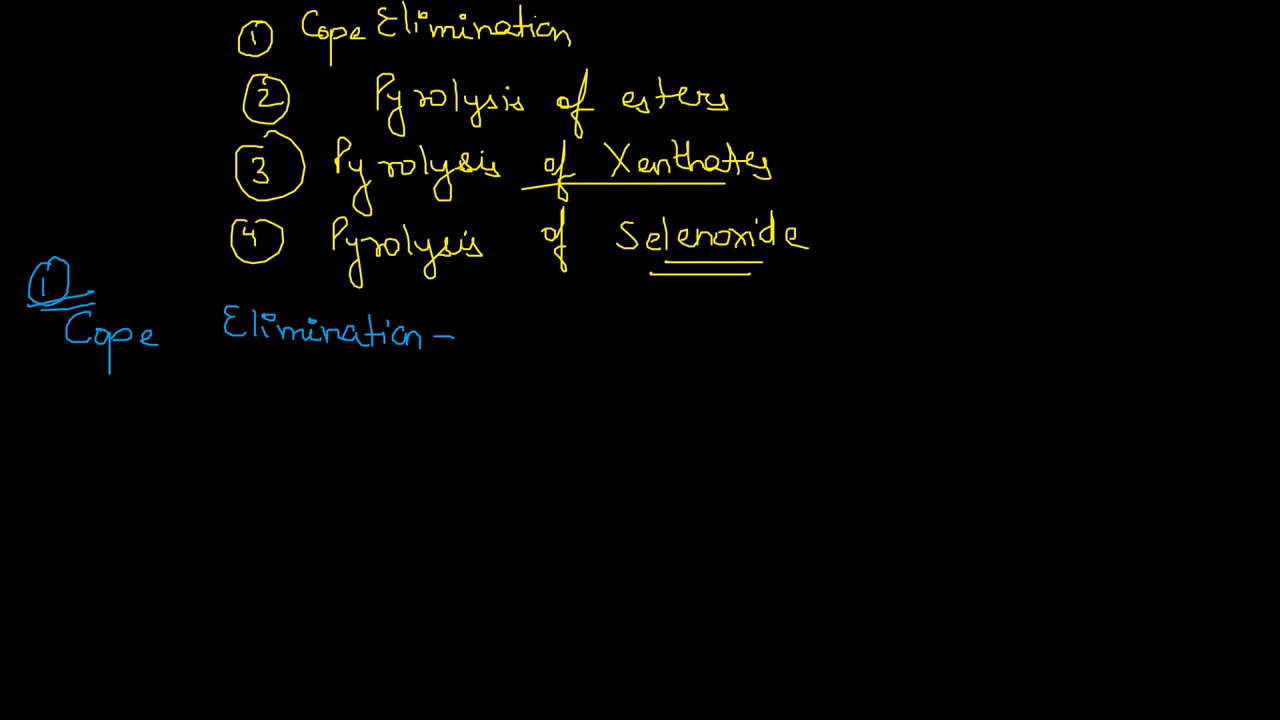 ① Cope Elimination
② Pyrolysis of esters
③ Pyrolysis of Xenthates
④ Pyrolysis of Selenoxide
①
Cope Elimination -